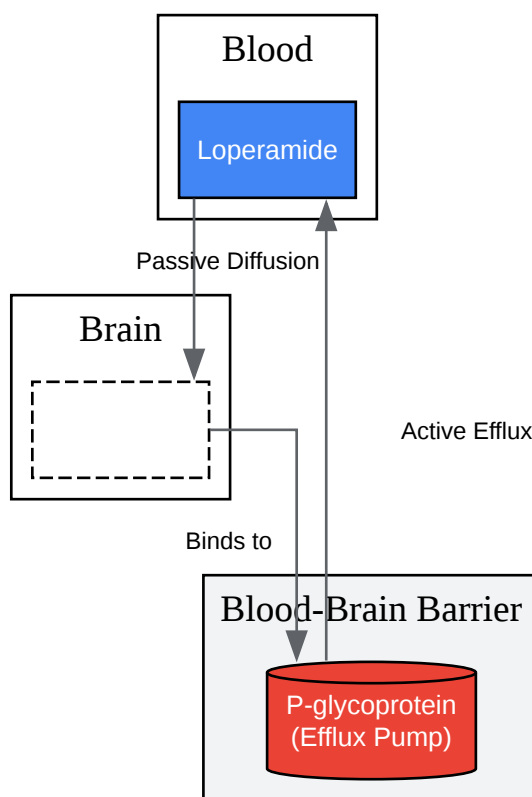 Blood
Loperamide
Passive Diffusion
Brain
Active Efflux
Binds to
Blood-Brain Barrier
P-glycoprotein
(Efflux Pump)